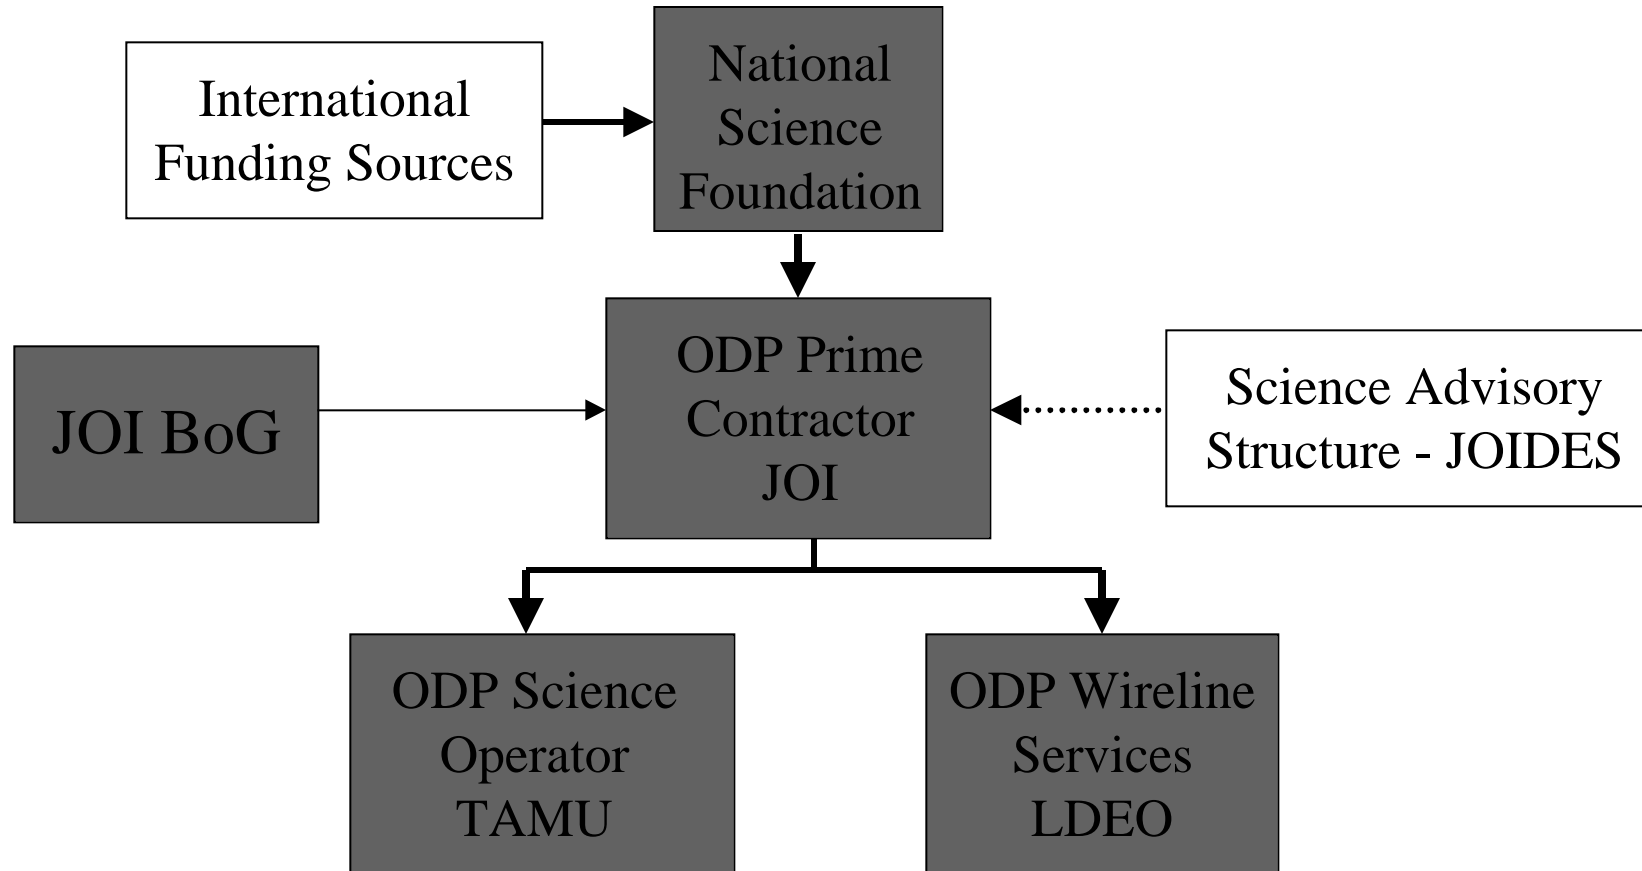 International
Funding Sources
National
Science
Foundation
JOI BoG
ODP Prime
Contractor
JOI
Science Advisory
Structure - JOIDES
ODP Science
Operator
TAMU
ODP Wireline
Services
LDEO